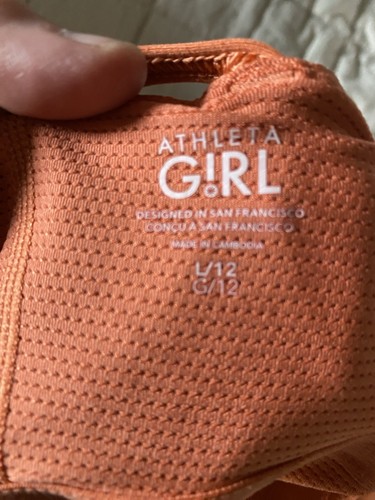 ATHLETA
G!RL
DESIGNED IN SAN FRANCISCO
CONÇU A SAN FRANCISCO
MADE IN CAMBODIA
L/12
G/12